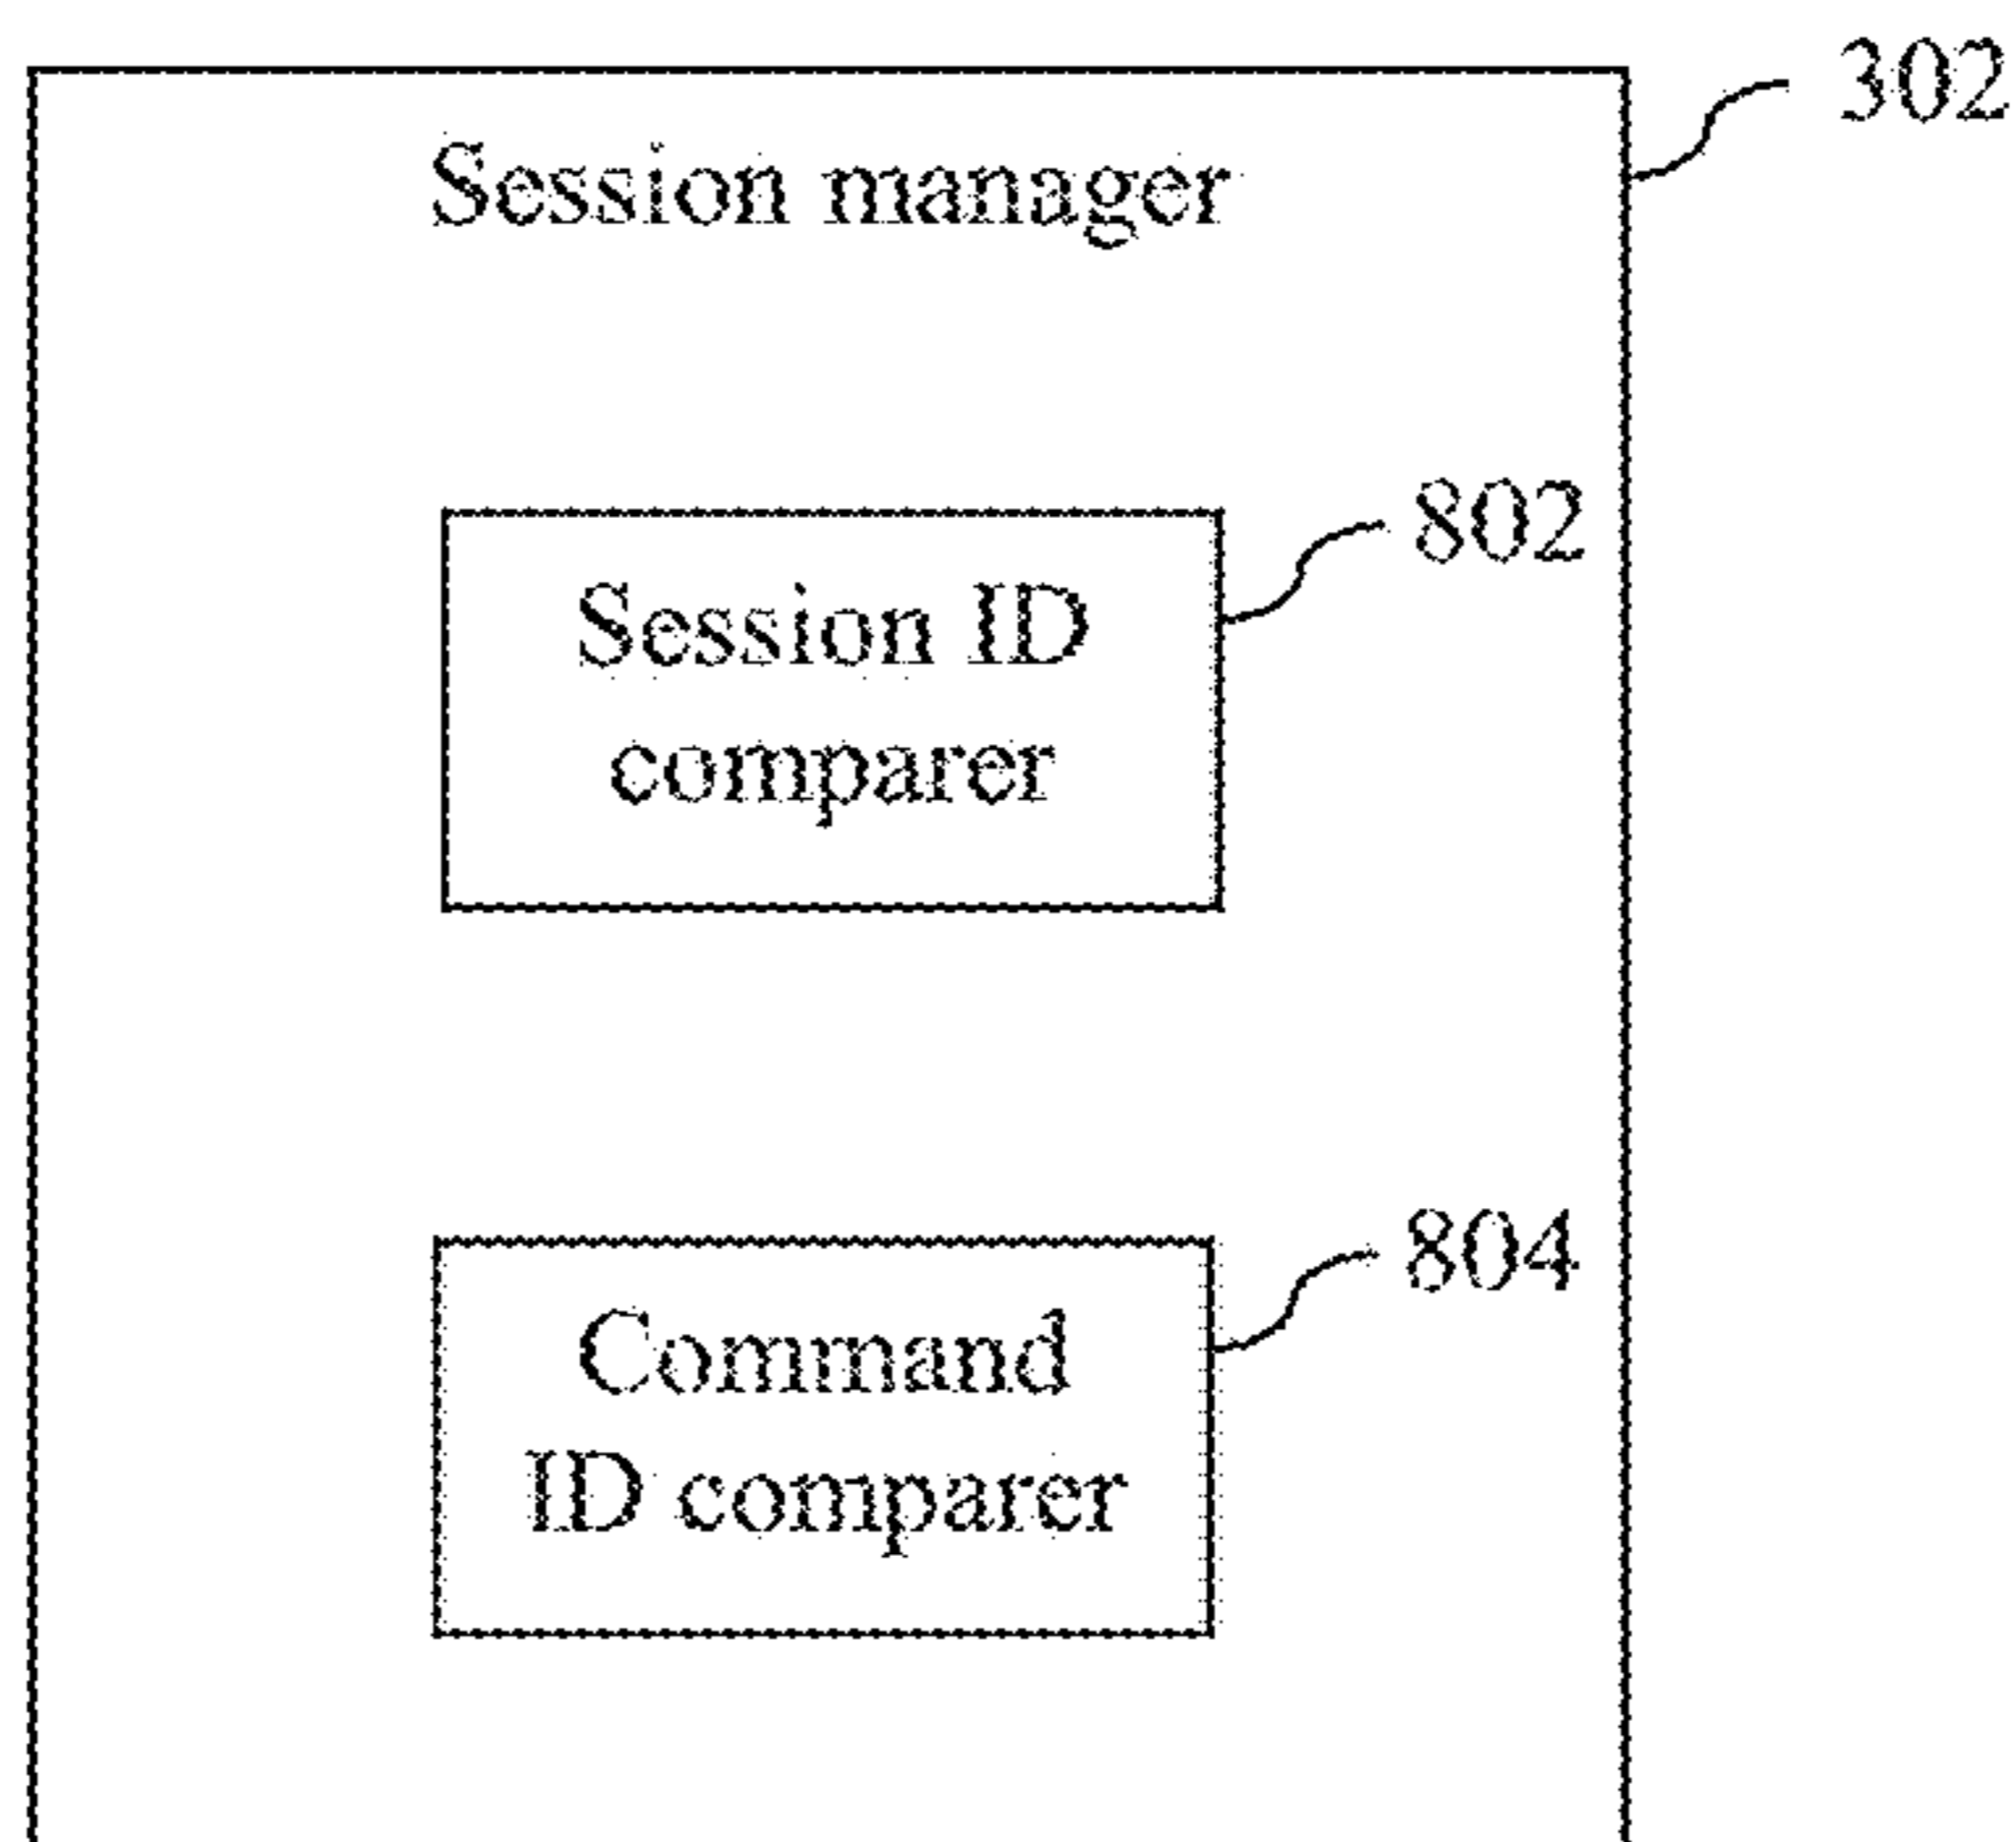 302
Session manager
802
Session ID
comparer
804
Command
ID comparer